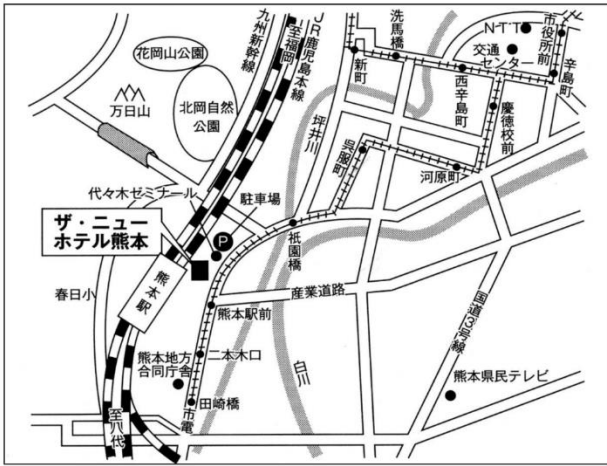 九州新幹線
至福岡
JR鹿児島本線
花岡山公園
万日山
北岡自然
公園
代々木ゼミナール
駐車場
P
ザ・ニュー
ホテル熊本
熊本駅
春日小
至八代
熊本地方
合同庁舎
市電
田崎橋
二本木口
熊本駅前
祇園橋
産業道路
白川
坪井川
新町
洗馬橋
西辛島町
呉服町
河原町
慶徳校前
NTT
交通
センター
市役所前
辛島町
国道3号線
熊本県民テレビ